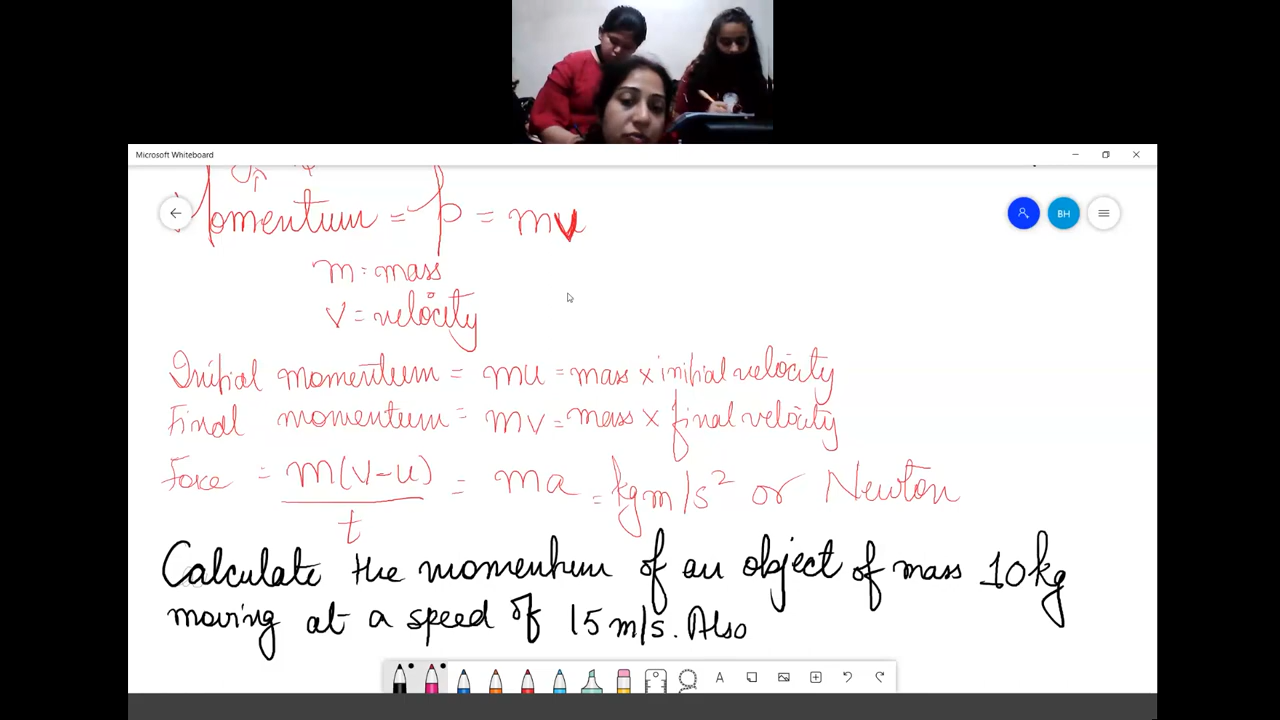 Microsoft Whiteboard
Momentum = p = mv
BH
m = mass
v = velocity
Initial momentum = mu = mass x initial velocity
Final momentum = mv = mass x final velocity
Force = m(v-u) = ma = kgm/s² or Newton
t
Calculate the momentum of an object of mass 10kg
moving at a speed of 15 m/s. Also
A